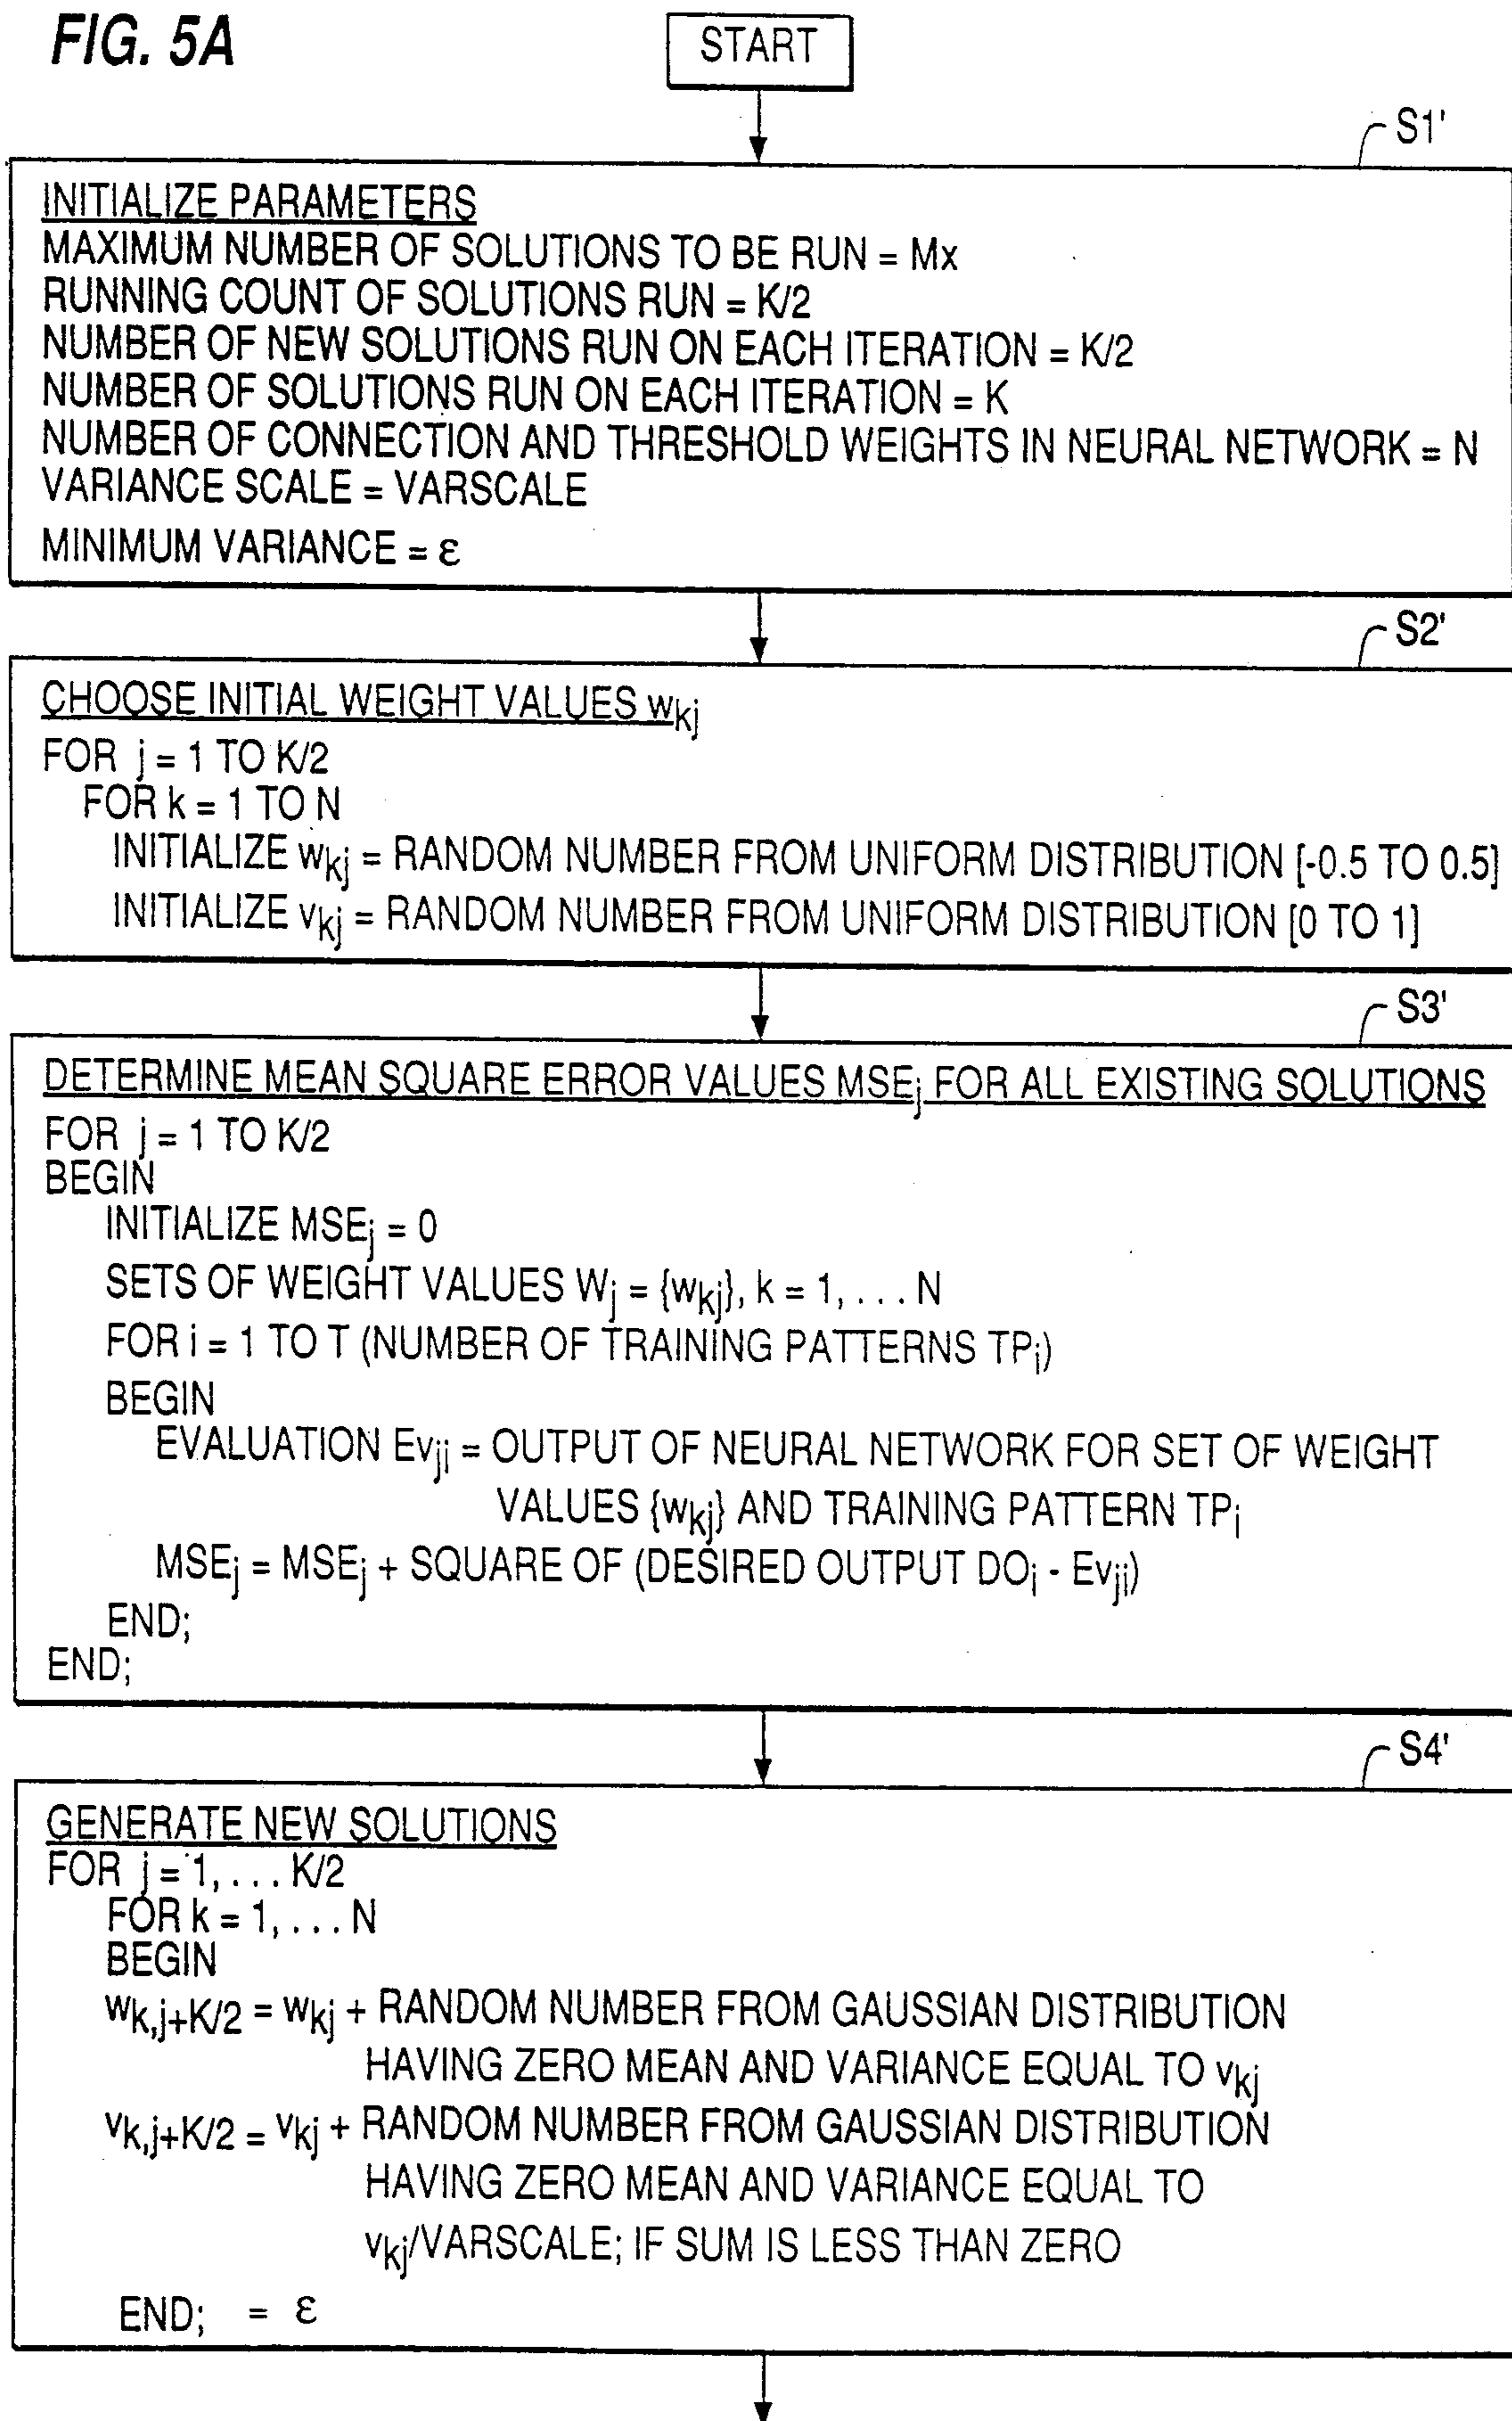 FIG. 5A
START
S1'
INITIALIZE PARAMETERS
MAXIMUM NUMBER OF SOLUTIONS TO BE RUN = Mx
RUNNING COUNT OF SOLUTIONS RUN = K/2
NUMBER OF NEW SOLUTIONS RUN ON EACH ITERATION = K/2
NUMBER OF SOLUTIONS RUN ON EACH ITERATION = K
NUMBER OF CONNECTION AND THRESHOLD WEIGHTS IN NEURAL NETWORK = N
VARIANCE SCALE = VARSCALE
MINIMUM VARIANCE = ε
S2'
CHOOSE INITIAL WEIGHT VALUES wkj
FOR j = 1 TO K/2
FOR k = 1 TO N
INITIALIZE wkj = RANDOM NUMBER FROM UNIFORM DISTRIBUTION [-0.5 TO 0.5]
INITIALIZE vkj = RANDOM NUMBER FROM UNIFORM DISTRIBUTION [0 TO 1]
S3'
DETERMINE MEAN SQUARE ERROR VALUES MSEj FOR ALL EXISTING SOLUTIONS
FOR j = 1 TO K/2
BEGIN
INITIALIZE MSEj = 0
SETS OF WEIGHT VALUES Wj = {wkj}, k = 1, . . . N
FOR i = 1 TO T (NUMBER OF TRAINING PATTERNS TPi)
BEGIN
EVALUATION Evji = OUTPUT OF NEURAL NETWORK FOR SET OF WEIGHT
VALUES {wkj} AND TRAINING PATTERN TPi
MSEj = MSEj + SQUARE OF (DESIRED OUTPUT DOi - Evji)
END;
END;
S4'
GENERATE NEW SOLUTIONS
FOR j = 1, . . . K/2
FOR k = 1, . . . N
BEGIN
wk,j+K/2 = wkj + RANDOM NUMBER FROM GAUSSIAN DISTRIBUTION
HAVING ZERO MEAN AND VARIANCE EQUAL TO vkj
vk,j+K/2 = vkj + RANDOM NUMBER FROM GAUSSIAN DISTRIBUTION
HAVING ZERO MEAN AND VARIANCE EQUAL TO
vkj/VARSCALE; IF SUM IS LESS THAN ZERO
END; = ε